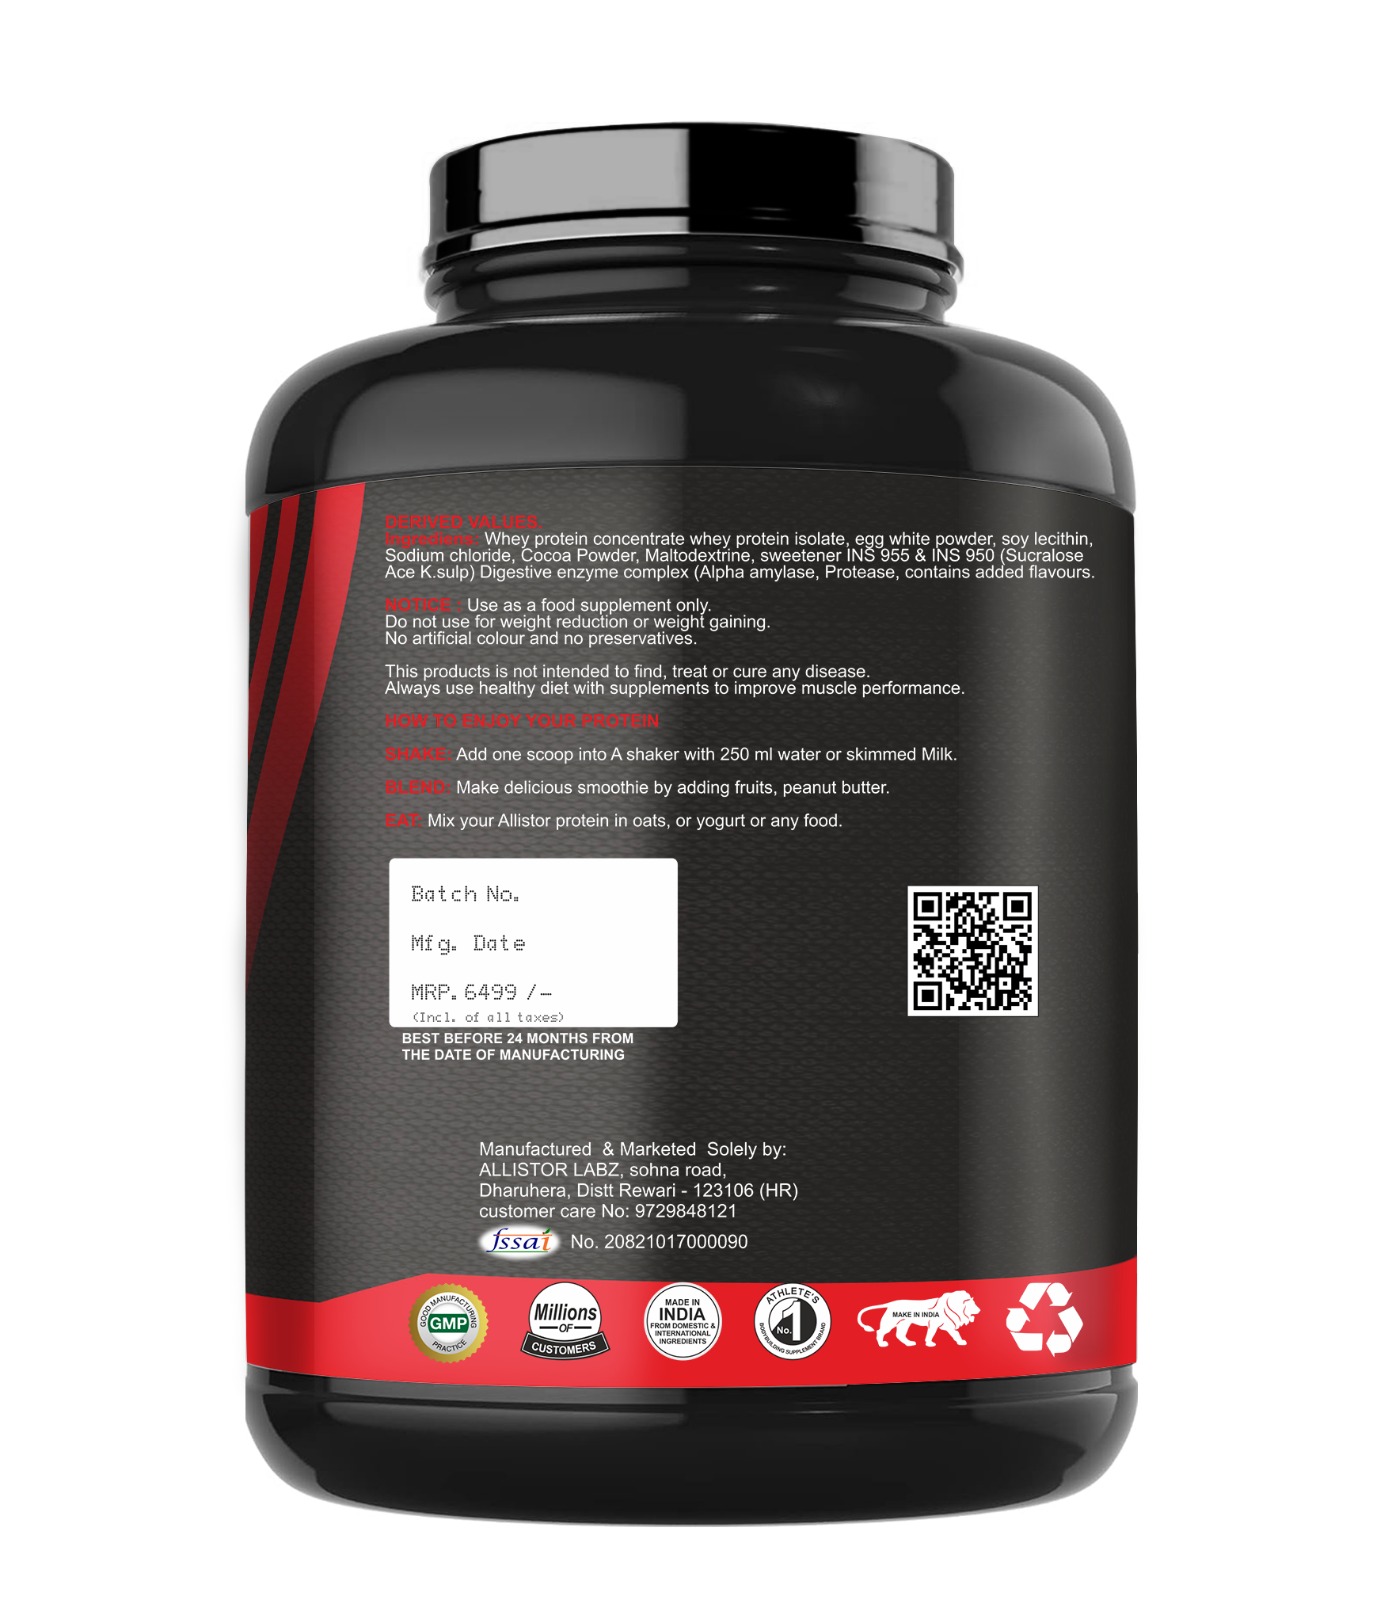 DERIVED VALUES.
Ingrediens: Whey protein concentrate whey protein isolate, egg white powder, soy lecithin,
Sodium chloride, Cocoa Powder, Maltodextrine, sweetener INS 955 & INS 950 (Sucralose
Ace K.sulp) Digestive enzyme complex (Alpha amylase, Protease, contains added flavours.
NOTICE : Use as a food supplement only.
Do not use for weight reduction or weight gaining.
No artificial colour and no preservatives.
This products is not intended to find, treat or cure any disease.
Always use healthy diet with supplements to improve muscle performance.
HOW TO ENJOY YOUR PROTEIN
SHAKE: Add one scoop into A shaker with 250 ml water or skimmed Milk.
BLEND: Make delicious smoothie by adding fruits, peanut butter.
EAT: Mix your Allistor protein in oats, or yogurt or any food.
Batch No.
Mfg. Date
MRP. 6499 /-
(Incl. of all taxes)
BEST BEFORE 24 MONTHS FROM
THE DATE OF MANUFACTURING
Manufactured & Marketed Solely by:
ALLISTOR LABZ, sohna road,
Dharuhera, Distt Rewari - 123106 (HR)
customer care No: 9729848121
fssai No. 20821017000090
GOOD MANUFACTURING
GMP
PRACTICE
Millions
OF
CUSTOMERS
MADE IN
INDIA
FROM DOMESTIC &
INTERNATIONAL
INGREDIENTS
ATHLETE'S
No.1
BODYBUILDING SUPPLEMENT BRAND
MAKE IN INDIA